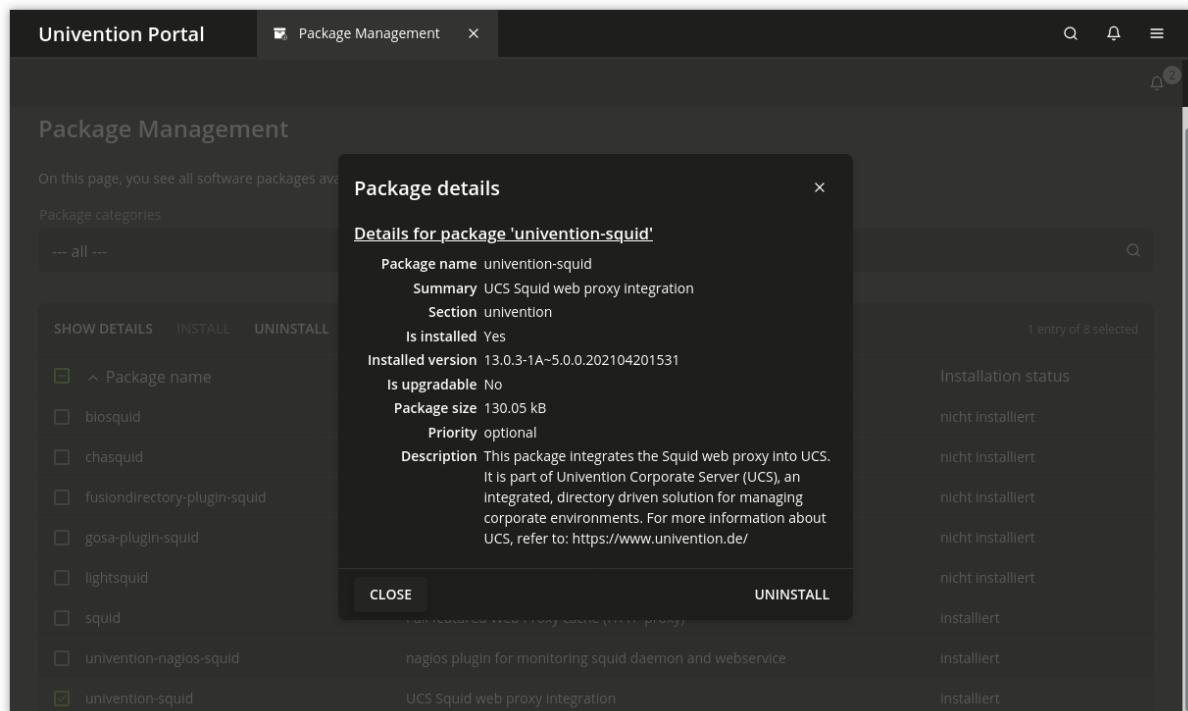 Univention Portal
Package Management
2
Package Management
On this page, you see all software packages ava
Package categories
--- all ---
SHOW DETAILS INSTALL UNINSTALL
1 entry of 8 selected
Package name
Installation status
biosquid nicht installiert
chasquid nicht installiert
fusiondirectory-plugin-squid nicht installiert
gosa-plugin-squid nicht installiert
lightsquid nicht installiert
squid Full featured Web Proxy cache (HTTP proxy) installiert
univention-nagios-squid nagios plugin for monitoring squid daemon and webservice installiert
univention-squid UCS Squid web proxy integration installiert
Package details
Details for package 'univention-squid'
Package name univention-squid
Summary UCS Squid web proxy integration
Section univention
Is installed Yes
Installed version 13.0.3-1A~5.0.0.202104201531
Is upgradable No
Package size 130.05 kB
Priority optional
Description This package integrates the Squid web proxy into UCS.
It is part of Univention Corporate Server (UCS), an
integrated, directory driven solution for managing
corporate environments. For more information about
UCS, refer to: https://www.univention.de/
CLOSE UNINSTALL